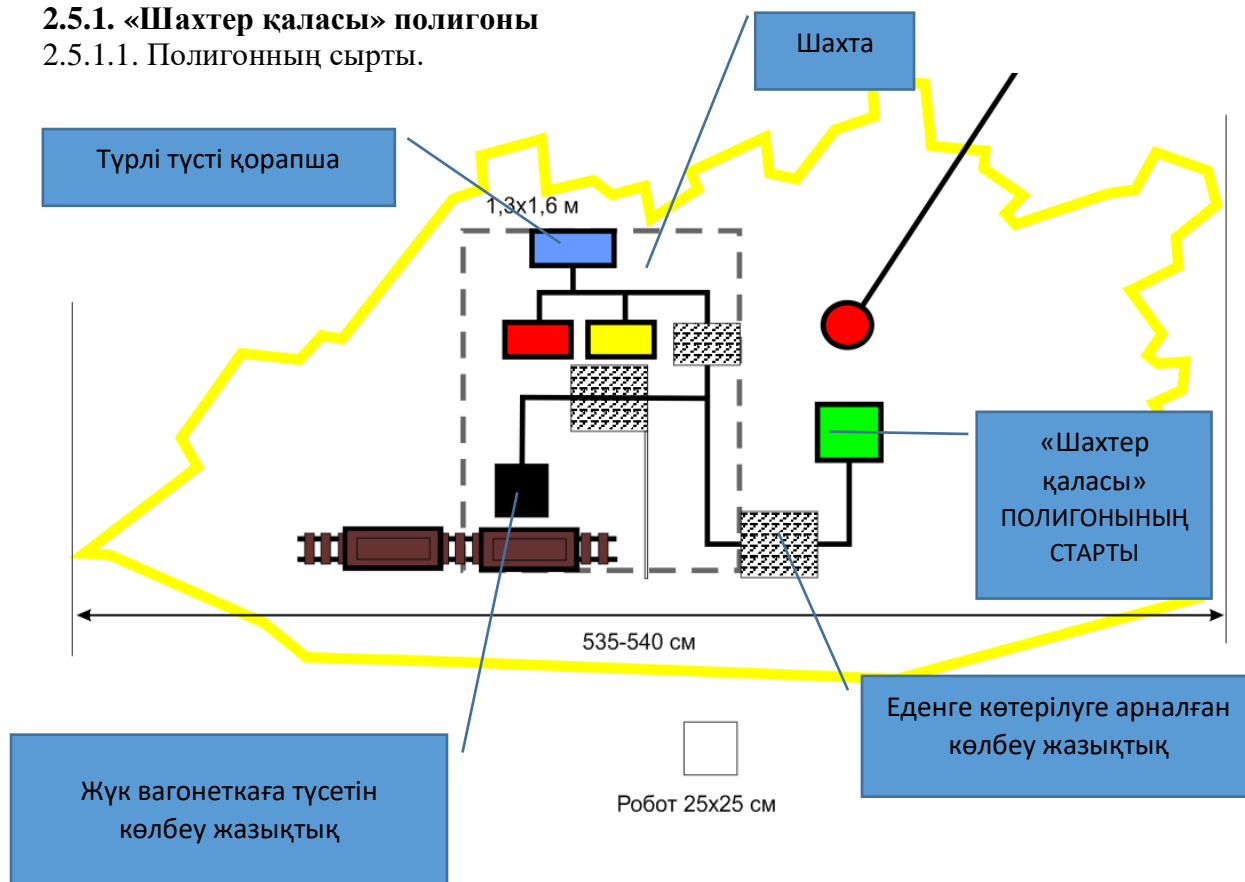 2.5.1. «Шахтер қаласы» полигоны
2.5.1.1. Полигонның сырты.
Шахта
Түрлі түсті қорапша
1,3х1,6 м
«Шахтер
қаласы»
ПОЛИГОНЫНЫҢ
СТАРТЫ
535-540 см
Еденге көтерілуге арналған
көлбеу жазықтық
Жүк вагонеткаға түсетін
көлбеу жазықтық
Робот 25х25 см